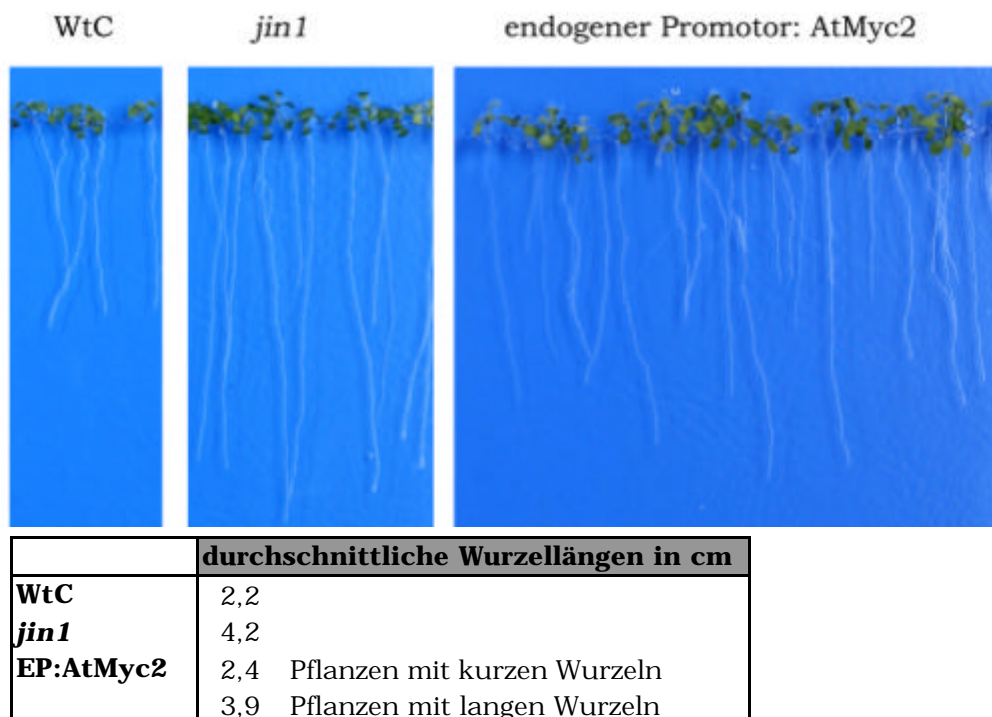 WtC jin1 endogener Promotor: AtMyc2
durchschnittliche Wurzellängen in cm
WtC 2,2
jin1 4,2
EP:AtMyc2 2,4 Pflanzen mit kurzen Wurzeln
3,9 Pflanzen mit langen Wurzeln